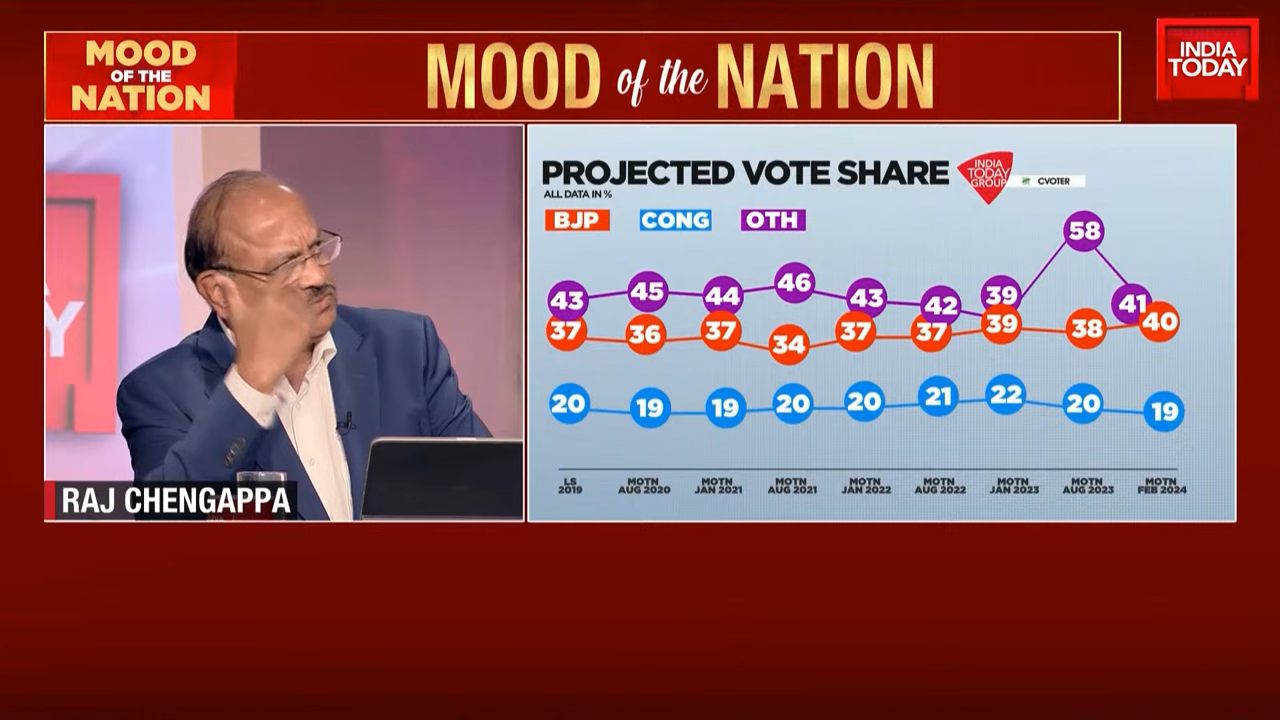 MOOD
OF THE
NATION
MOOD of the NATION
INDIA
TODAY
PROJECTED VOTE SHARE
ALL DATA IN %
INDIA
TODAY
GROUP
CVOTER
BJP CONG OTH
43 45 44 46 43 42 39 58 41
37 36 37 34 37 37 39 38 40
20 19 19 20 20 21 22 20 19
LS
2019
MOTN
AUG 2020
MOTN
JAN 2021
MOTN
AUG 2021
MOTN
JAN 2022
MOTN
AUG 2022
MOTN
JAN 2023
MOTN
AUG 2023
MOTN
FEB 2024
Y
RAJ CHENGAPPA